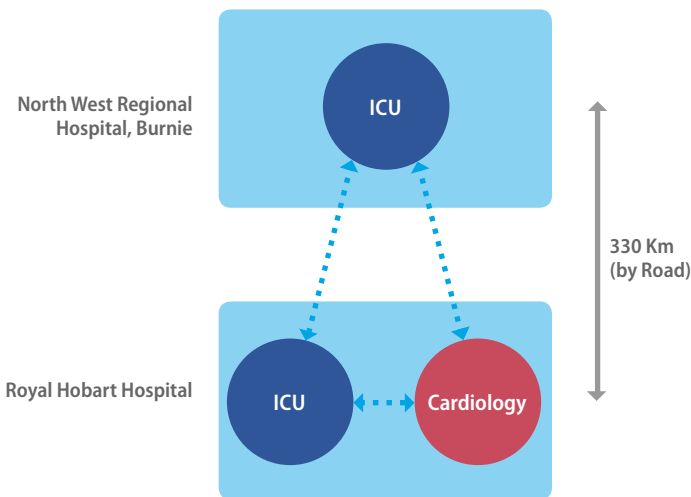 North West Regional
Hospital, Burnie
ICU
330 Km
(by Road)
Royal Hobart Hospital
ICU
Cardiology